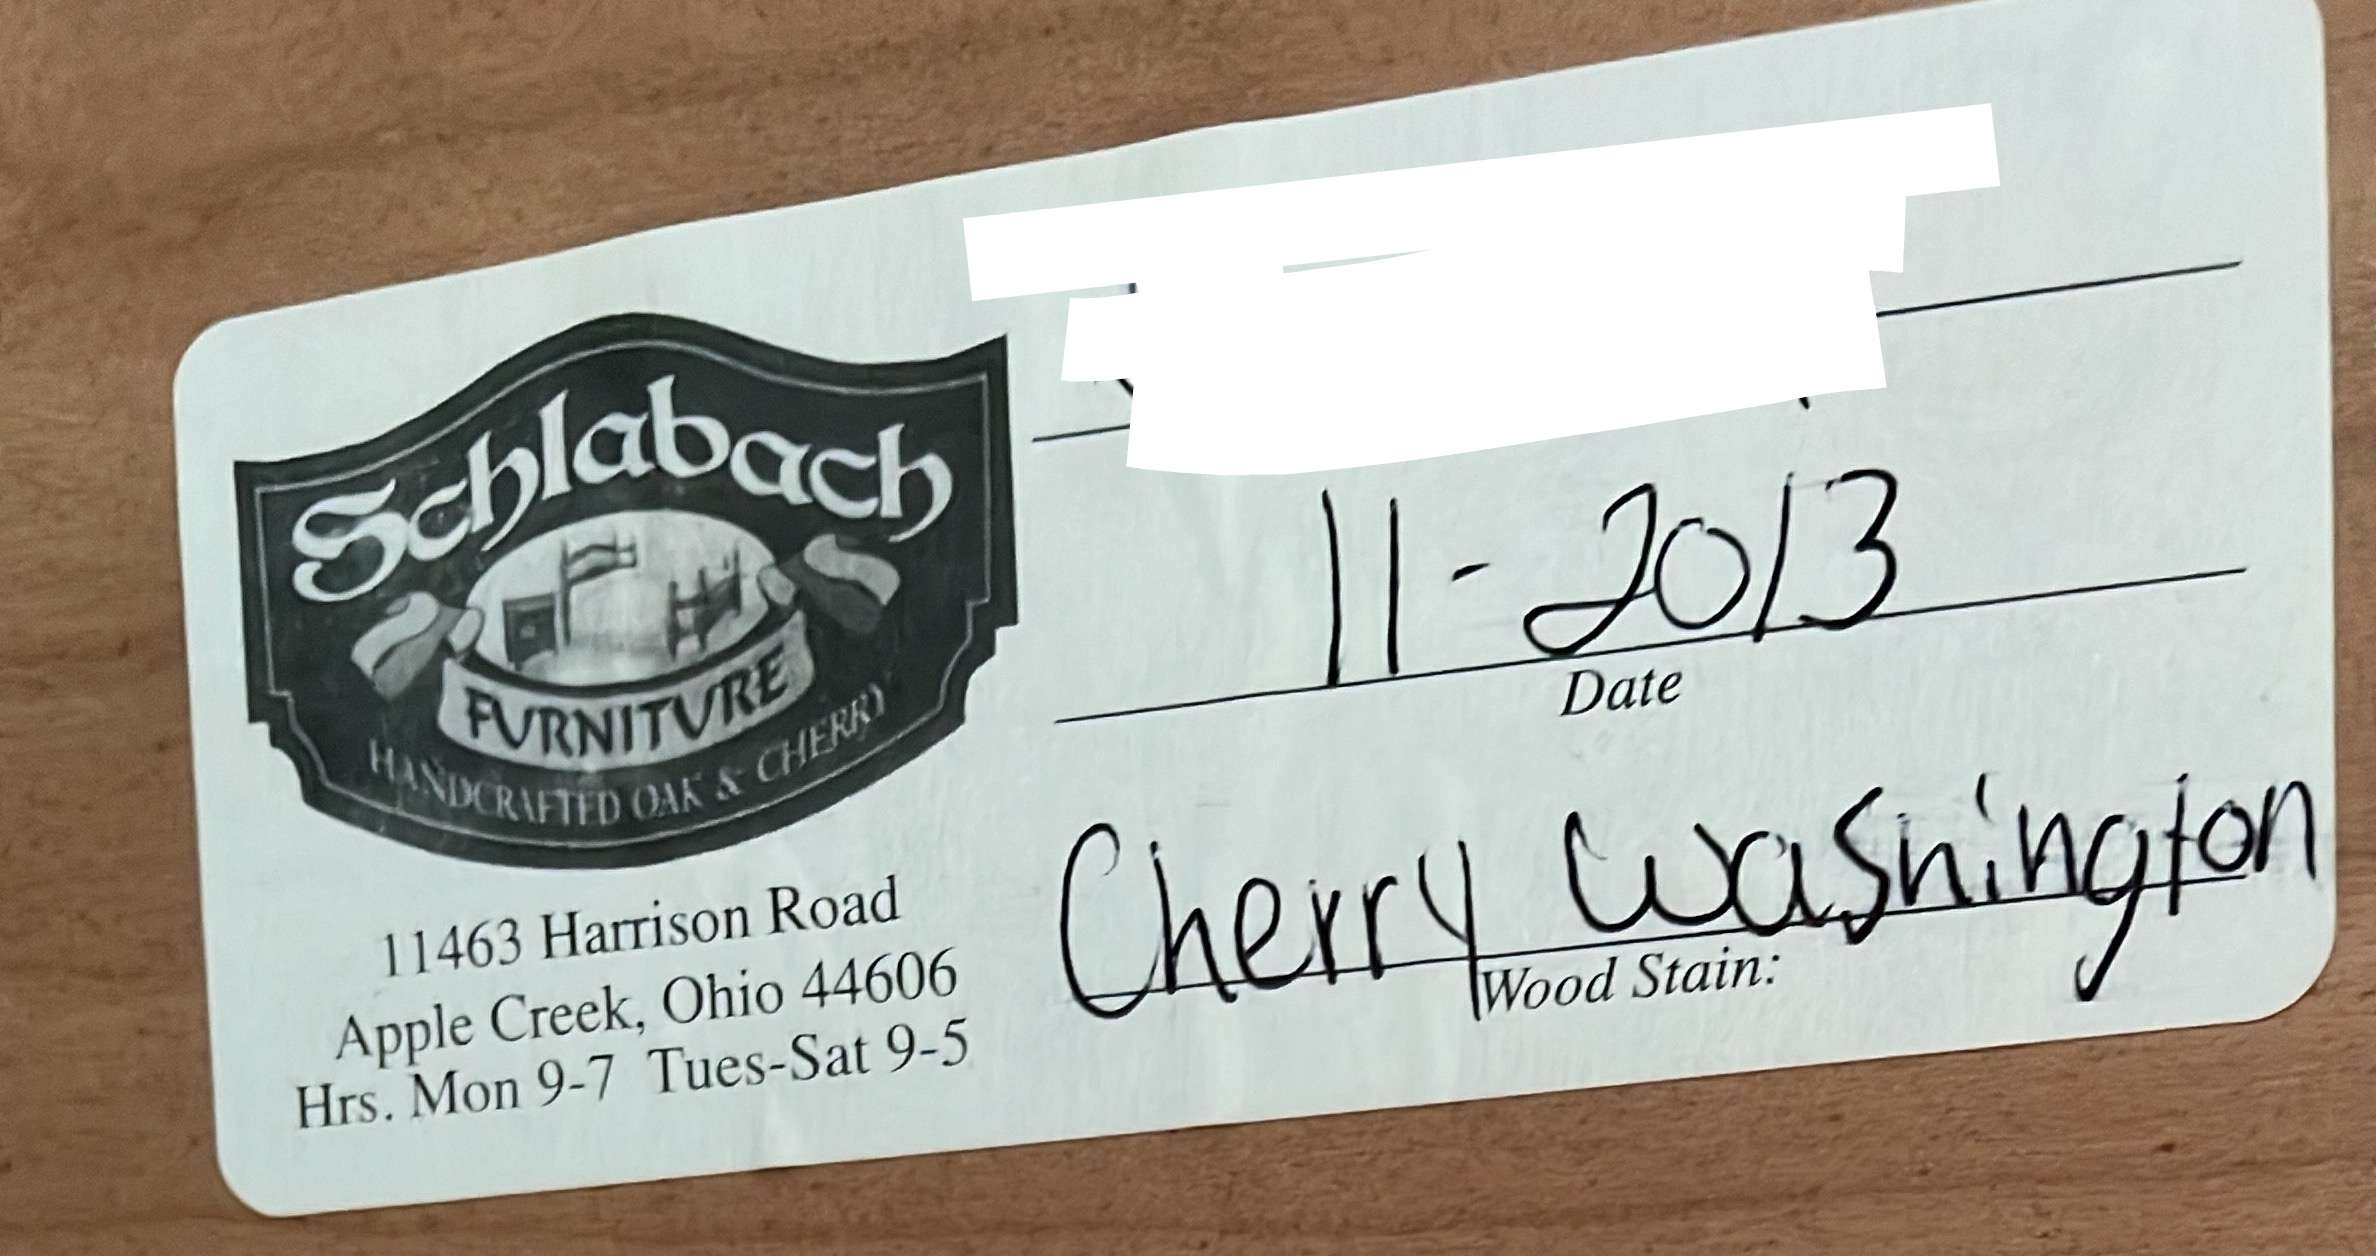 Schlabach
FURNITURE
HANDCRAFTED OAK & CHERRY
11463 Harrison Road
Apple Creek, Ohio 44606
Hrs. Mon 9-7 Tues-Sat 9-5
11-2013
Date
Cherry Washington
Wood Stain: